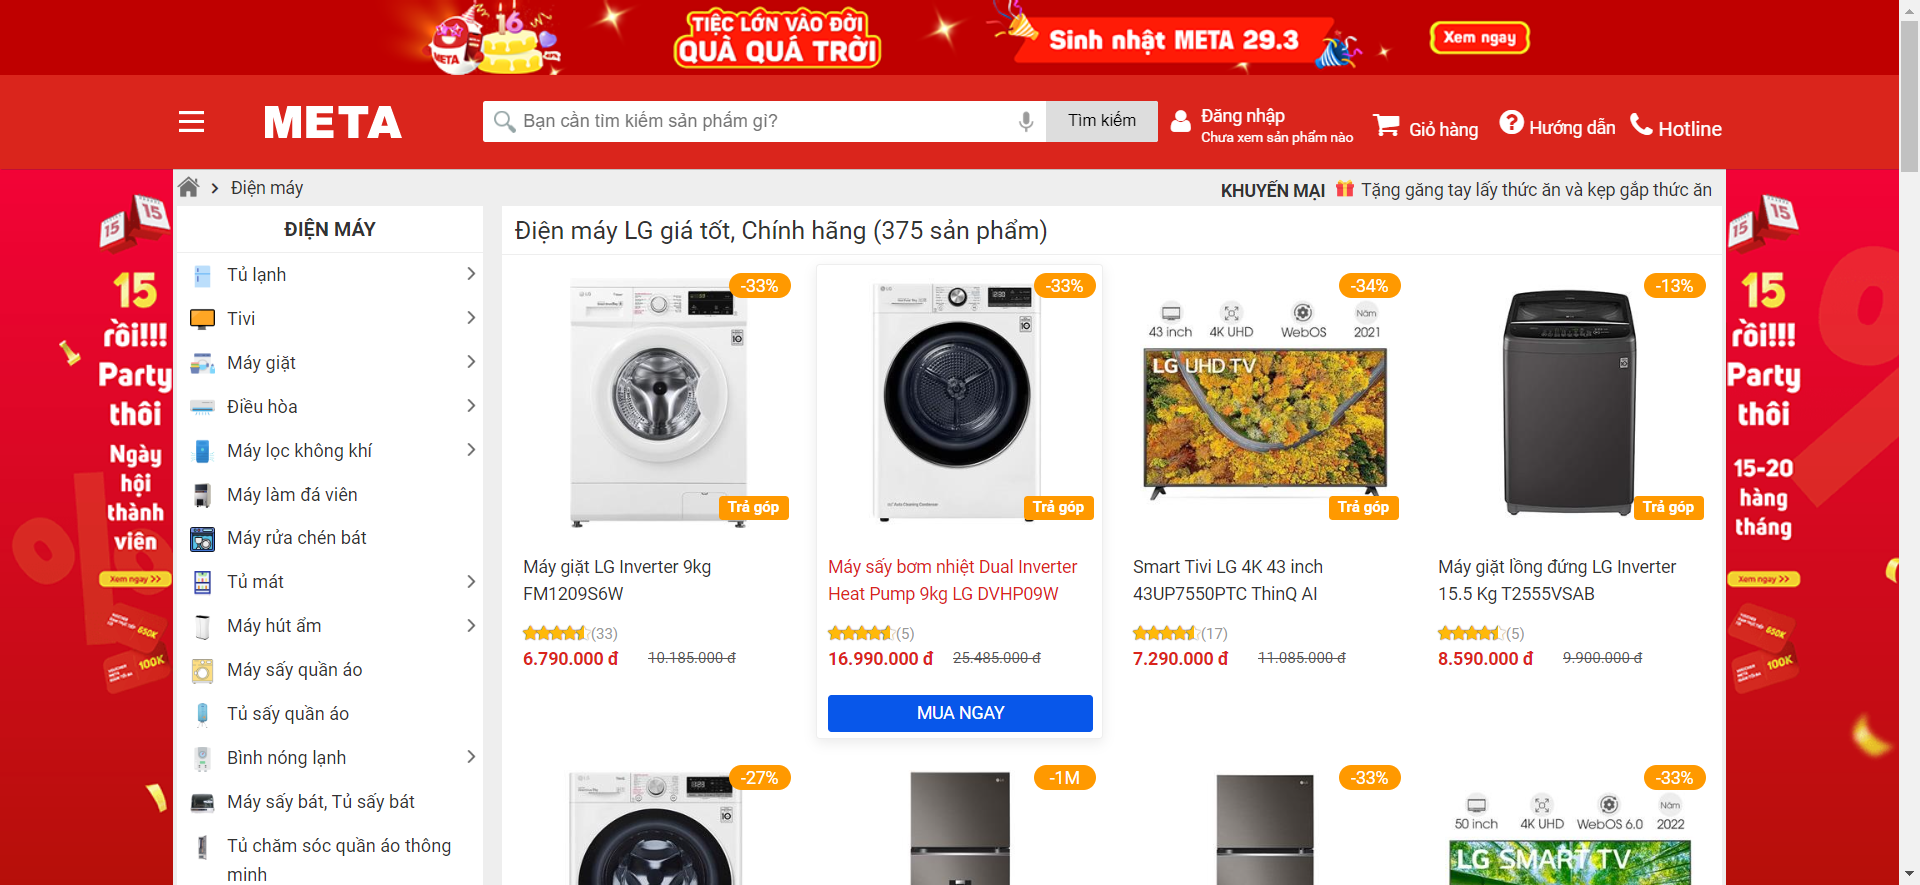 16
META
TIỆC LỚN VÀO ĐỜI
QUÀ QUÁ TRỜI
Sinh nhật META 29.3
Xem ngay
META
Bạn cần tìm kiếm sản phẩm gì?
Tìm kiếm
Đăng nhập
Chưa xem sản phẩm nào
Giỏ hàng
Hướng dẫn
Hotline
Điện máy
KHUYẾN MẠI
Tặng găng tay lấy thức ăn và kẹp gắp thức ăn
15
15
15
rồi!!!
Party
thôi
Ngày
hội
thành
viên
Xem ngay >>
650K
100K
ĐIỆN MÁY
Tủ lạnh
Tivi
Máy giặt
Điều hòa
Máy lọc không khí
Máy làm đá viên
Máy rửa chén bát
Tủ mát
Máy hút ẩm
Máy sấy quần áo
Tủ sấy quần áo
Bình nóng lạnh
Máy sấy bát, Tủ sấy bát
Tủ chăm sóc quần áo thông
minh
Điện máy LG giá tốt, Chính hãng (375 sản phẩm)
-33%
Trả góp
Máy giặt LG Inverter 9kg
FM1209S6W
(33)
6.790.000 đ
10.185.000 đ
-33%
Trả góp
Máy sấy bơm nhiệt Dual Inverter
Heat Pump 9kg LG DVHP09W
(5)
16.990.000 đ
25.485.000 đ
MUA NGAY
-34%
43 inch
4K UHD
WebOS
Năm
2021
LG UHD TV
Trả góp
Smart Tivi LG 4K 43 inch
43UP7550PTC ThinQ AI
(17)
7.290.000 đ
11.085.000 đ
-13%
Trả góp
Máy giặt lồng đứng LG Inverter
15.5 Kg T2555VSAB
(5)
8.590.000 đ
9.900.000 đ
-27%
-1M
-33%
-33%
50 inch
4K UHD
WebOS 6.0
Năm
2022
LG SMART TV
15
15
15
rồi!!!
Party
thôi
15-20
hàng
tháng
Xem ngay >>
650K
100K